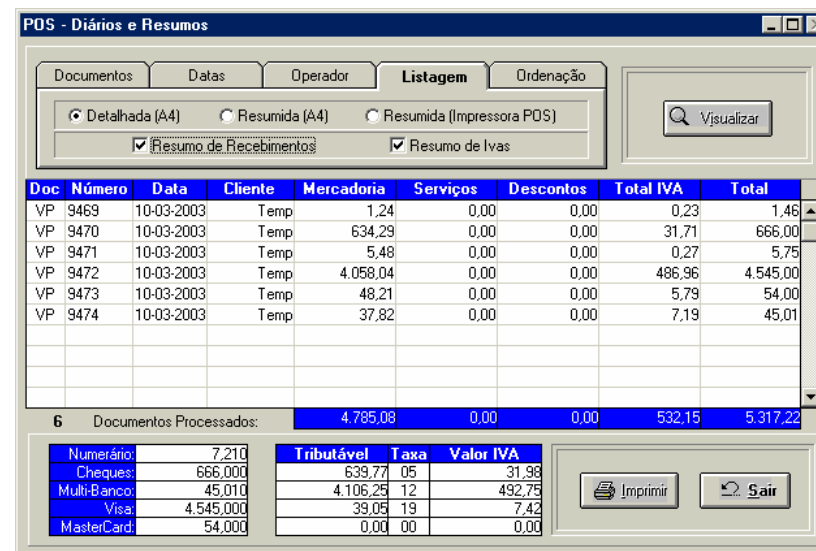 POS - Diários e Resumos
Documentos Datas Operador Listagem Ordenação
Detalhada (A4) Resumida (A4) Resumida (Impressora POS)
Visualizar
Resumo de Recebimentos Resumo de Ivas
Doc Número Data Cliente Mercadoria Serviços Descontos Total IVA Total
VP 9469 10-03-2003 Temp 1,24 0,00 0,00 0,23 1,46
VP 9470 10-03-2003 Temp 634,29 0,00 0,00 31,71 666,00
VP 9471 10-03-2003 Temp 5,48 0,00 0,00 0,27 5,75
VP 9472 10-03-2003 Temp 4.058,04 0,00 0,00 486,96 4.545,00
VP 9473 10-03-2003 Temp 48,21 0,00 0,00 5,79 54,00
VP 9474 10-03-2003 Temp 37,82 0,00 0,00 7,19 45,01
6 Documentos Processados: 4.785,08 0,00 0,00 532,15 5.317,22
Numerário: 7,210 Tributável Taxa Valor IVA
Cheques: 666,000 639,77 05 31,98
Multi-Banco: 45,010 4.106,25 12 492,75
Visa: 4.545,000 39,05 19 7,42
MasterCard: 54,000 0,00 00 0,00
Imprimir Sair